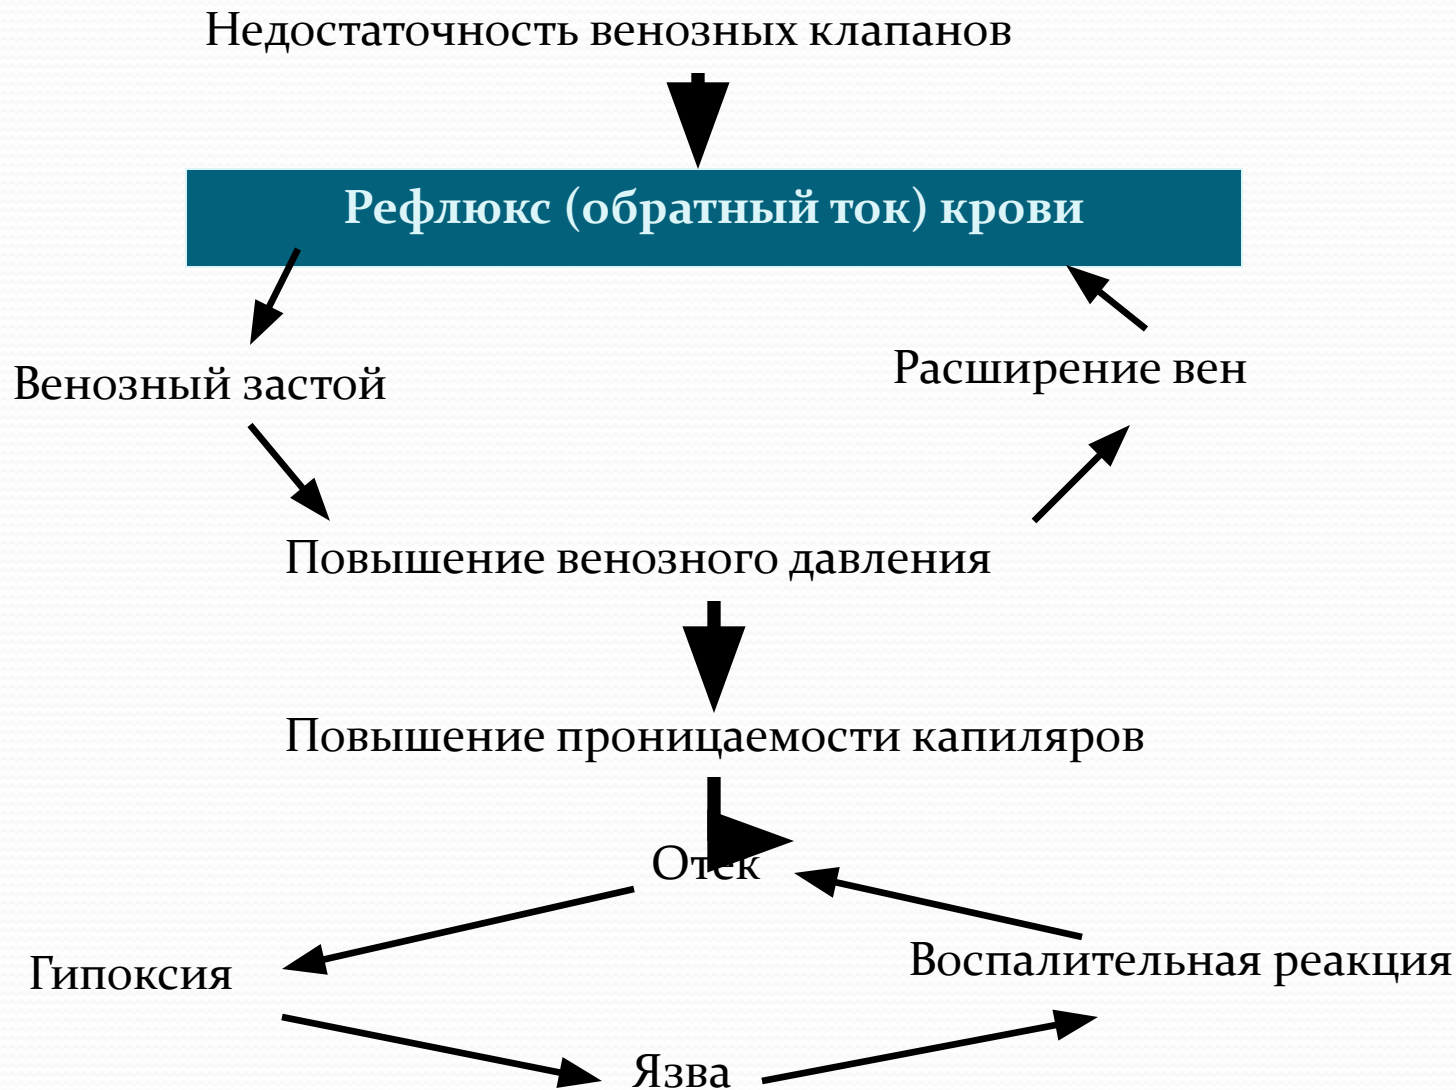 Недостаточность венозных клапанов
Рефлюкс (обратный ток) крови
Венозный застой
Расширение вен
Повышение венозного давления
Повышение проницаемости капиляров
Отек
Гипоксия
Воспалительная реакция
Язва